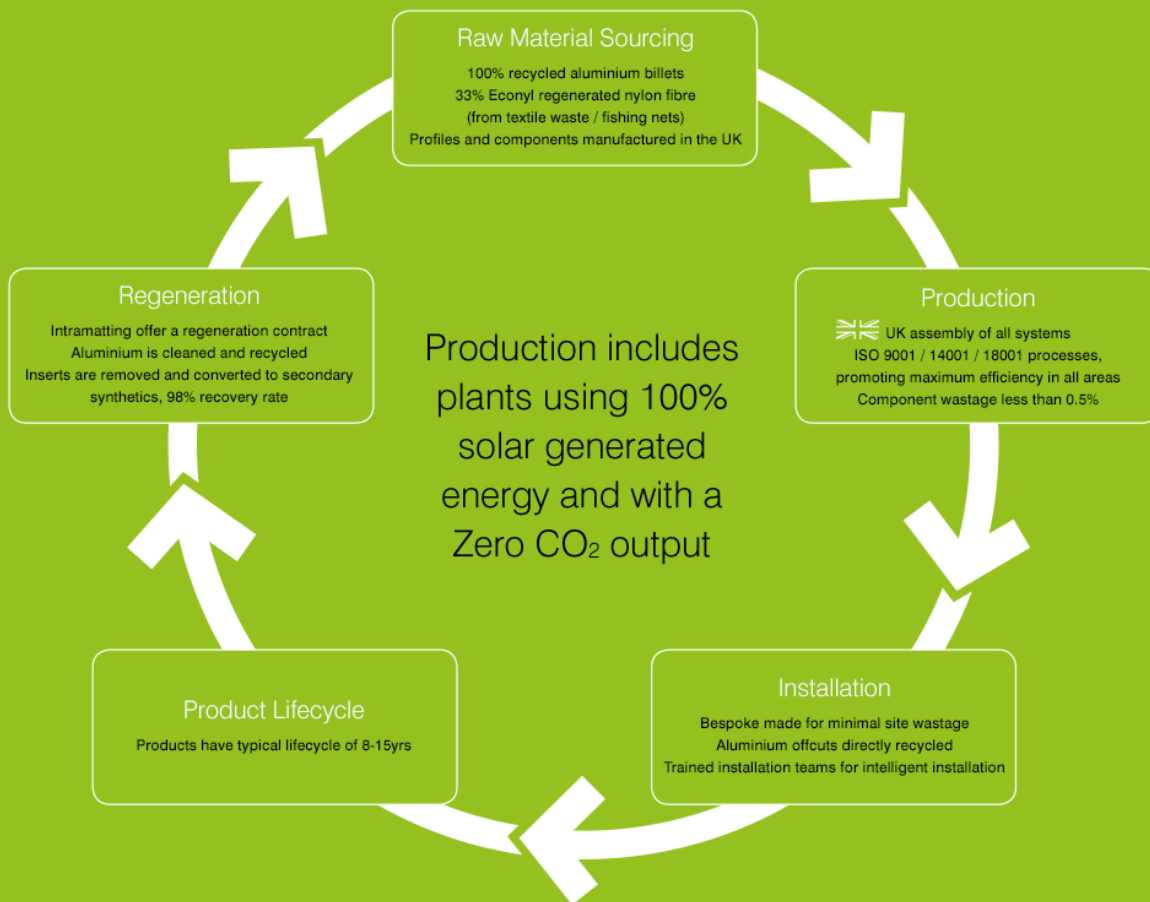 Raw Material Sourcing
100% recycled aluminium billets
33% Econyl regenerated nylon fibre
(from textile waste / fishing nets)
Profiles and components manufactured in the UK
Production
UK assembly of all systems
ISO 9001 / 14001 / 18001 processes,
promoting maximum efficiency in all areas
Component wastage less than 0.5%
Installation
Bespoke made for minimal site wastage
Aluminium offcuts directly recycled
Trained installation teams for intelligent installation
Product Lifecycle
Products have typical lifecycle of 8-15yrs
Regeneration
Intramatting offer a regeneration contract
Aluminium is cleaned and recycled
Inserts are removed and converted to secondary
synthetics, 98% recovery rate
Production includes
plants using 100%
solar generated
energy and with a
Zero CO₂ output